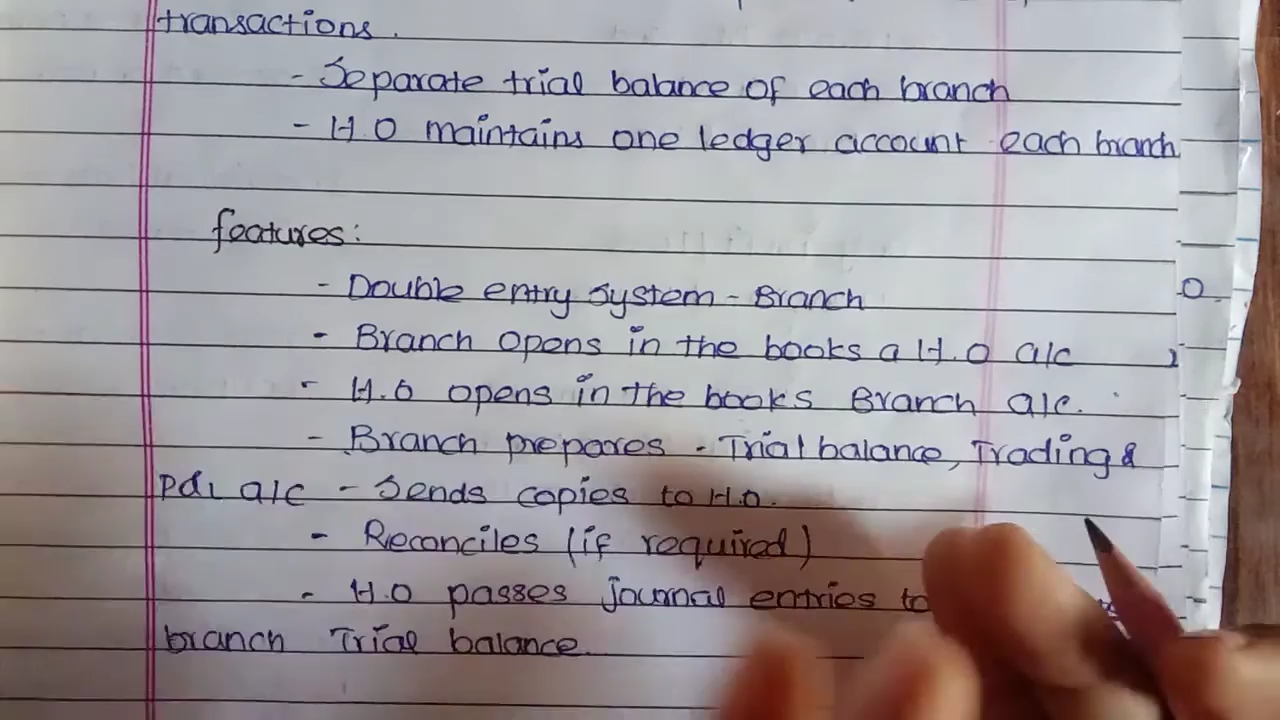 transactions.
- Separate trial balance of each branch
- H.O maintains one ledger account each branch
features:
- Double entry system - Branch
- Branch opens in the books a H.O a/c
- H.O opens in the books Branch a/c.
- Branch prepares - Trial balance, Trading &
P&L a/c - Sends copies to H.O.
- Reconciles (if required)
- H.O passes journal entries to
branch Trial balance.